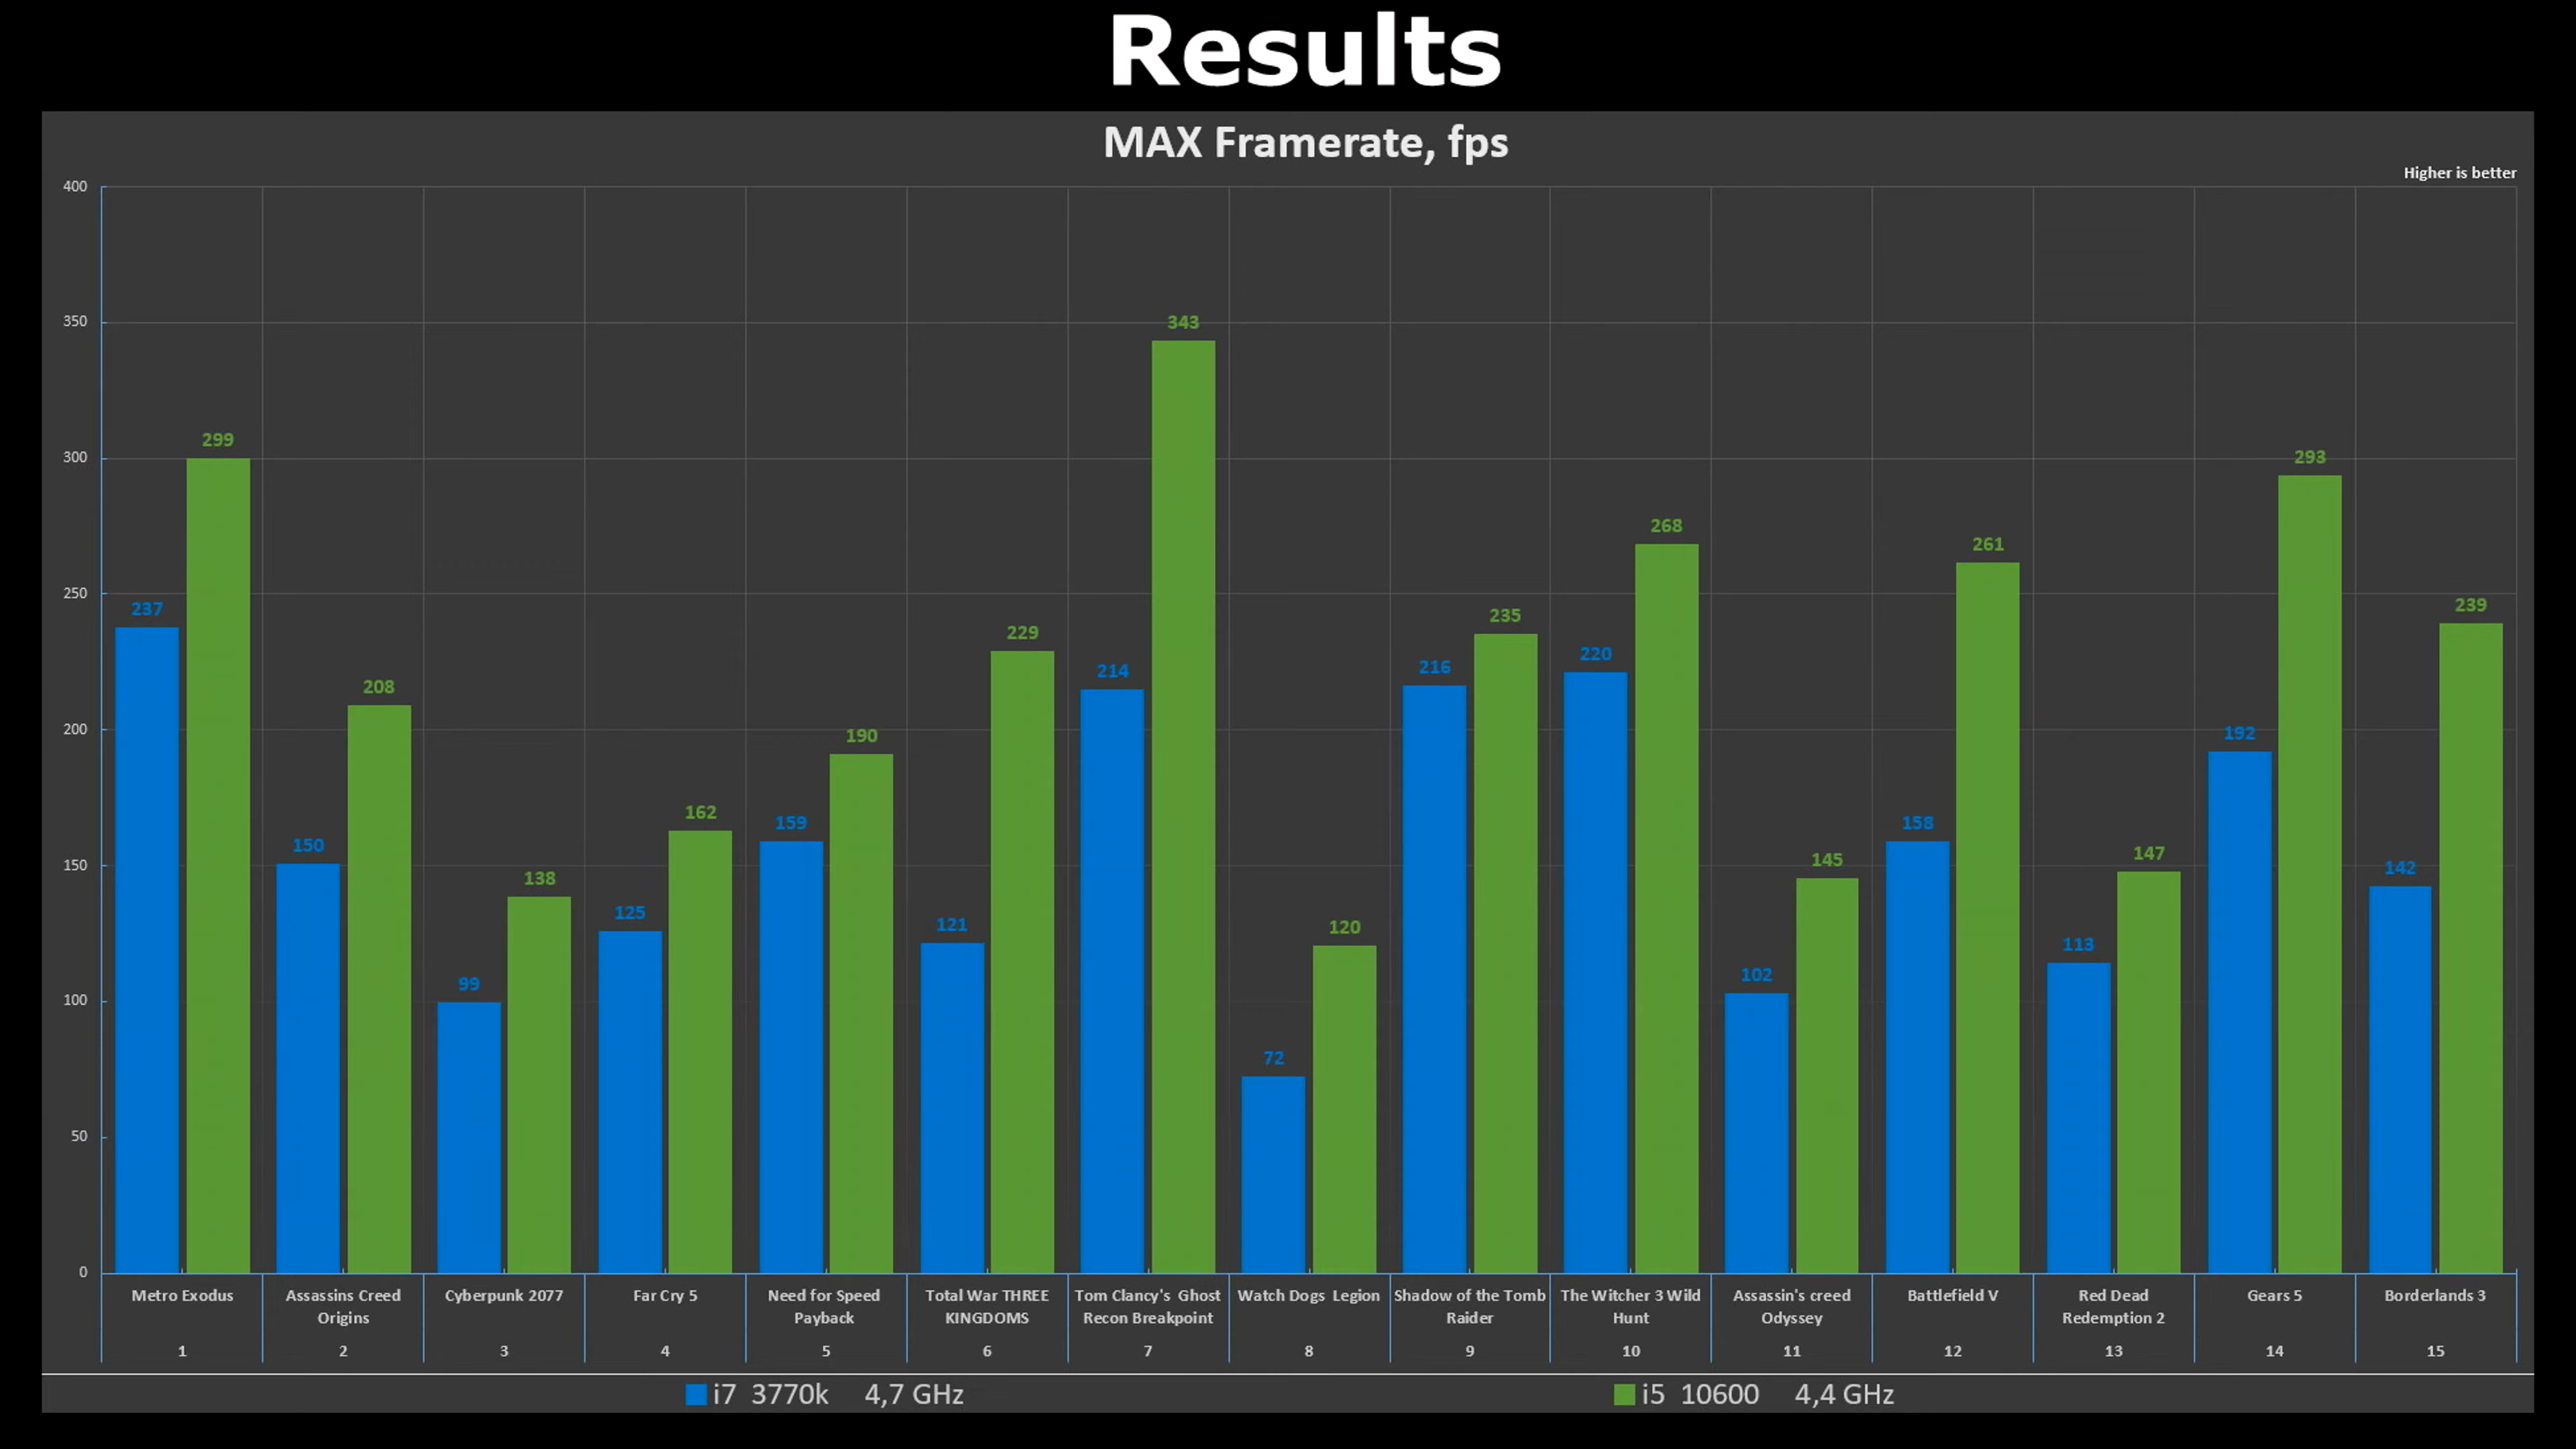 Results
MAX Framerate, fps
Higher is better
400
350
300
250
200
150
100
50
0
237
299
150
208
99
138
125
162
159
190
121
229
214
343
72
120
216
235
220
268
102
145
158
261
113
147
192
293
142
239
Metro Exodus
1
Assassins Creed
Origins
2
Cyberpunk 2077
3
Far Cry 5
4
Need for Speed
Payback
5
Total War THREE
KINGDOMS
6
Tom Clancy's Ghost
Recon Breakpoint
7
Watch Dogs Legion
8
Shadow of the Tomb
Raider
9
The Witcher 3 Wild
Hunt
10
Assassin's creed
Odyssey
11
Battlefield V
12
Red Dead
Redemption 2
13
Gears 5
14
Borderlands 3
15
i7 3770k 4,7 GHz
i5 10600 4,4 GHz